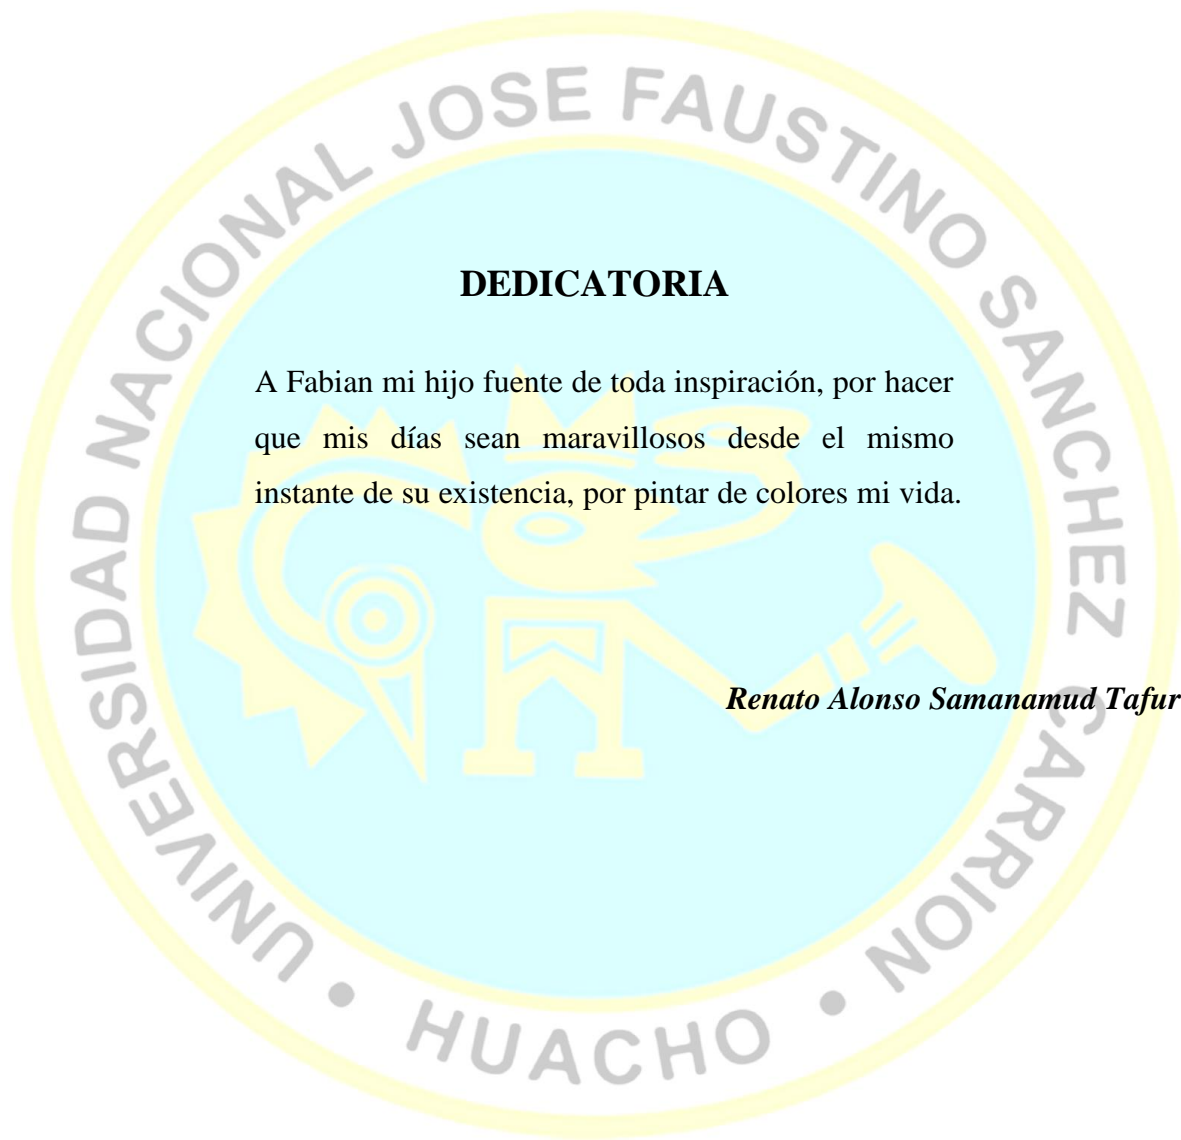 UNIVERSIDAD NACIONAL JOSE FAUSTINO SANCHEZ CARRION
• HUACHO •
DEDICATORIA
A Fabian mi hijo fuente de toda inspiración, por hacer
que mis días sean maravillosos desde el mismo
instante de su existencia, por pintar de colores mi vida.
Renato Alonso Samanamud Tafur